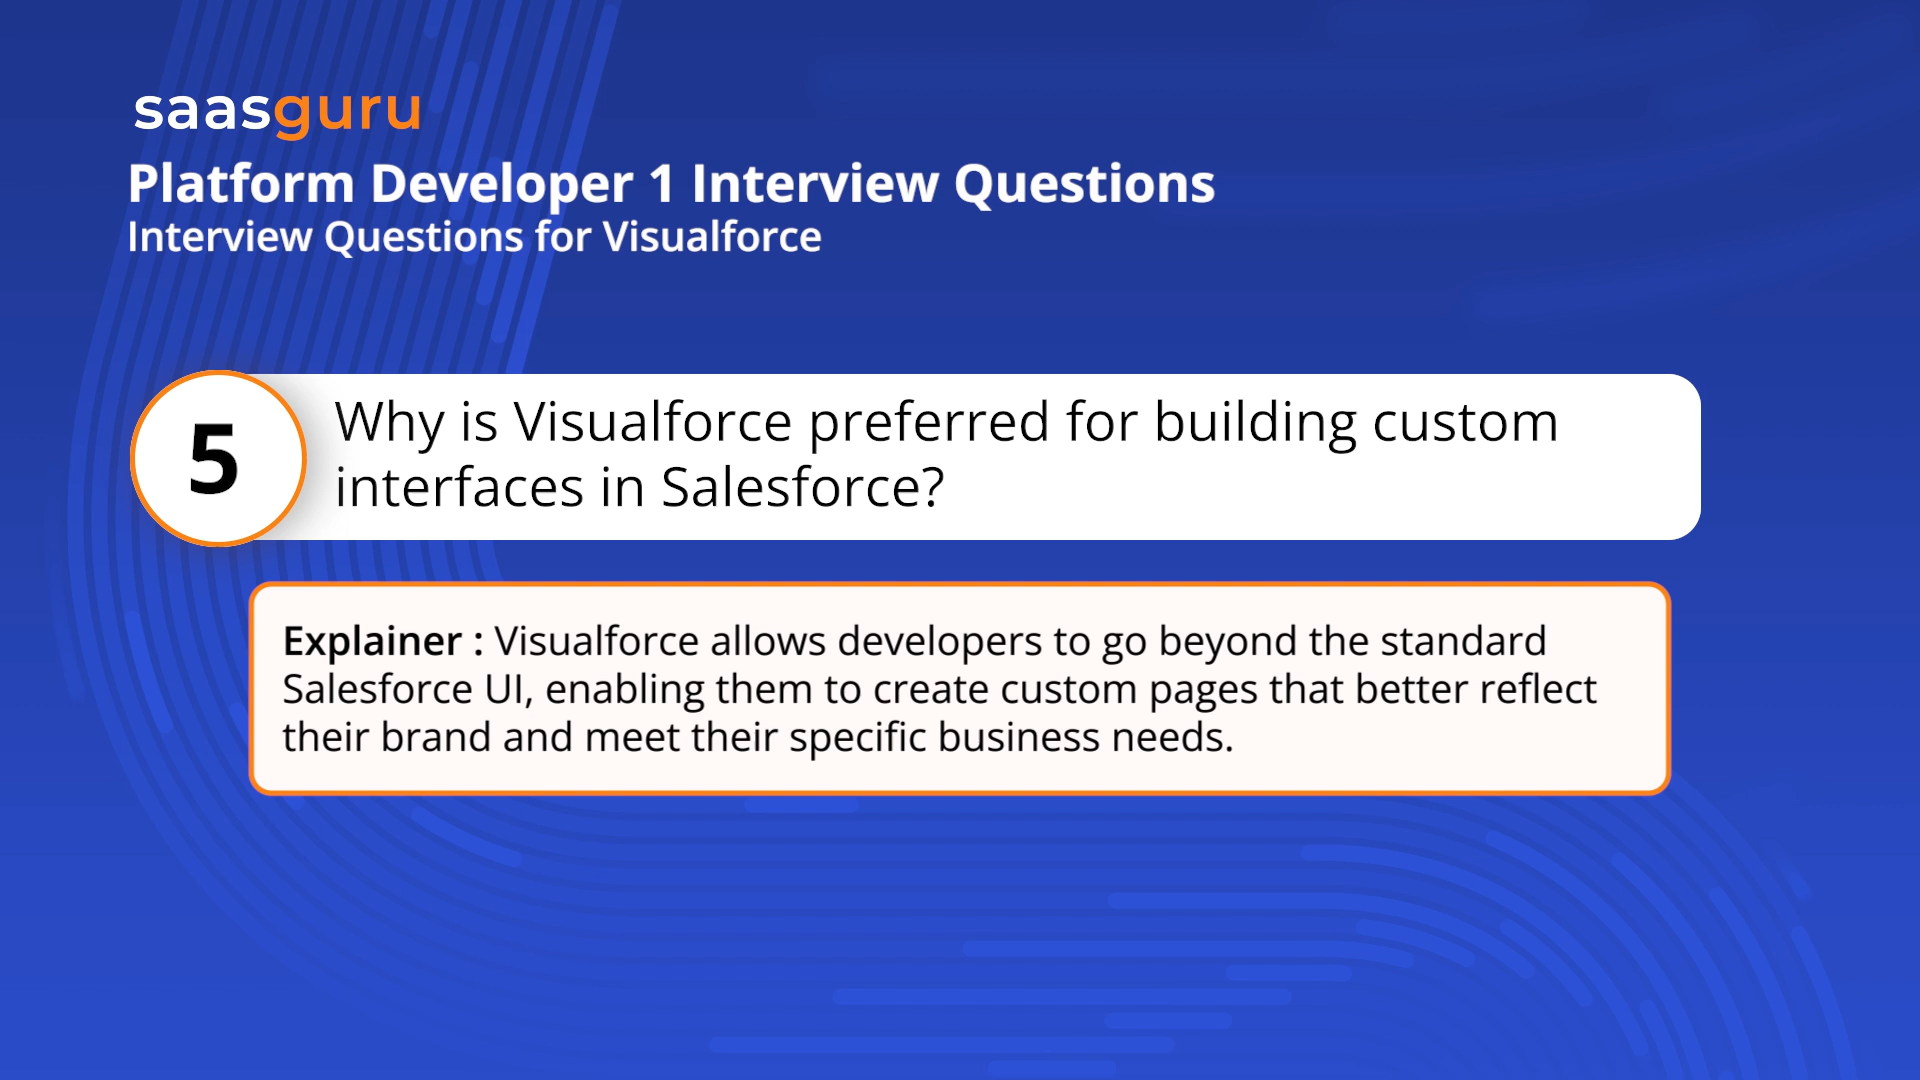 saasguru
Platform Developer 1 Interview Questions
Interview Questions for Visualforce
5
Why is Visualforce preferred for building custom
interfaces in Salesforce?
Explainer : Visualforce allows developers to go beyond the standard
Salesforce UI, enabling them to create custom pages that better reflect
their brand and meet their specific business needs.